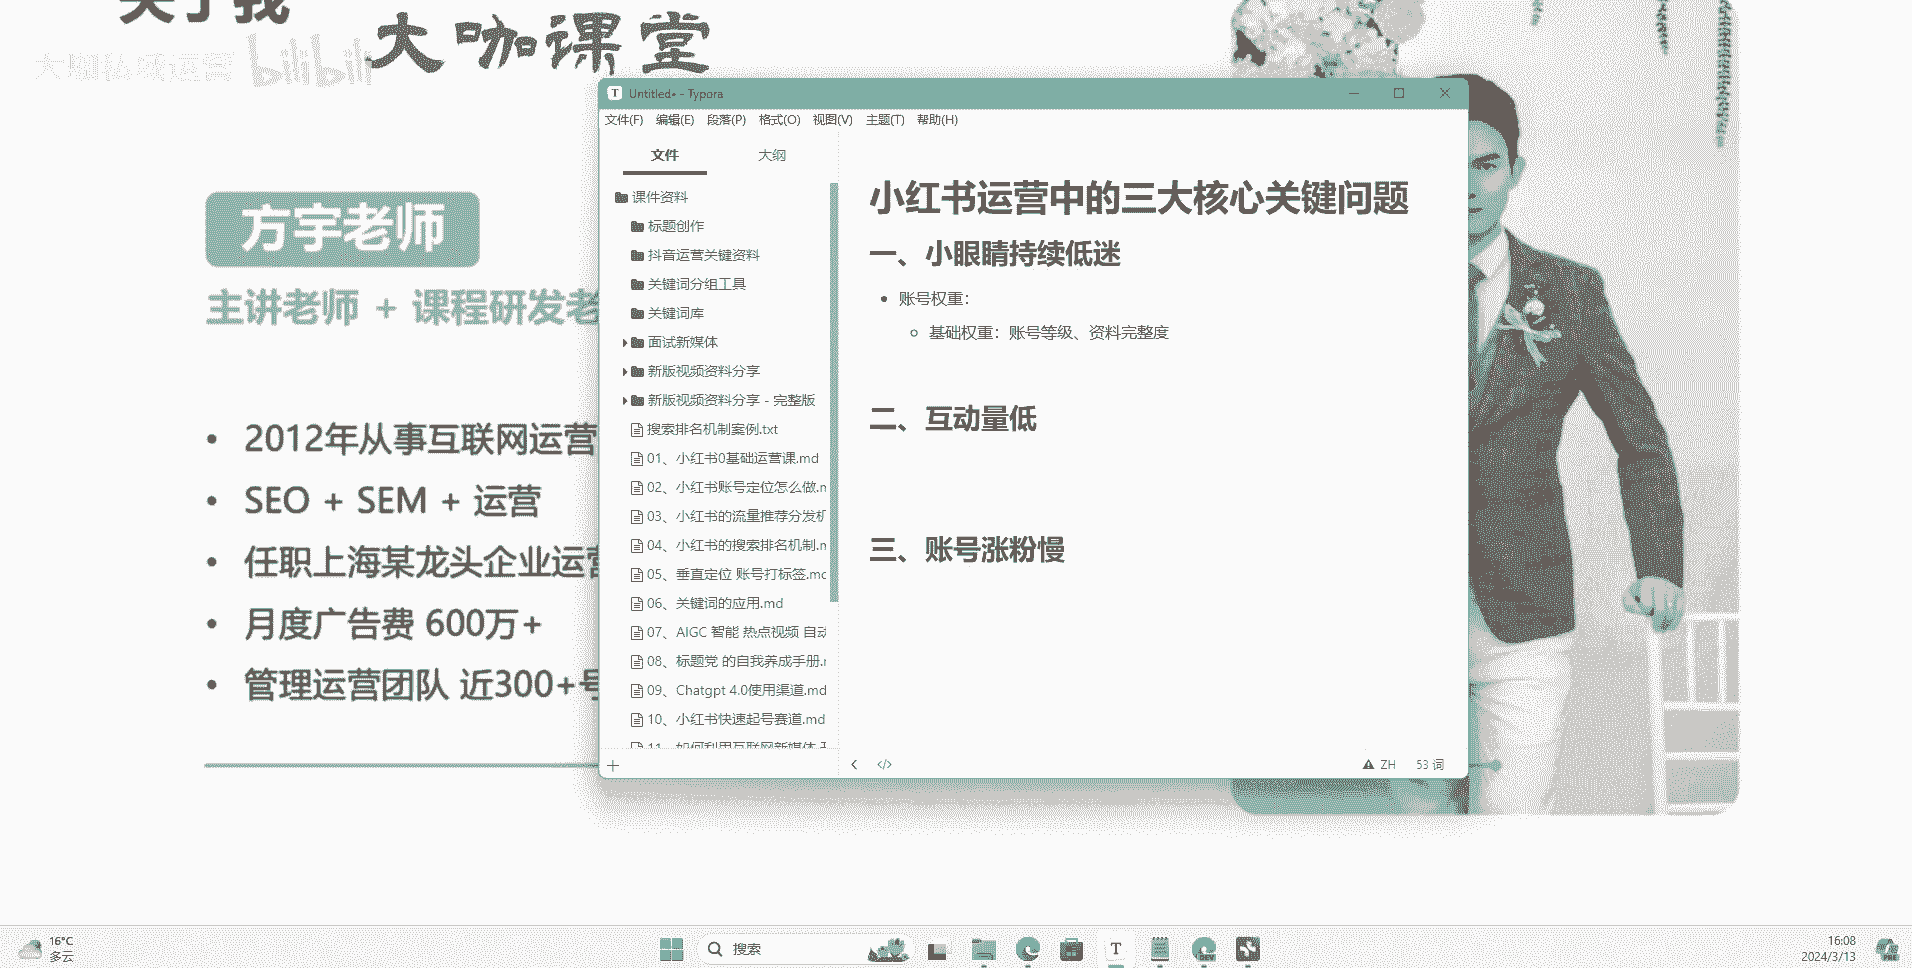 关于我
大咖课堂
大咖私域运营 bilibili
方宇老师
主讲老师 + 课程研发老
2012年从事互联网运营
SEO + SEM + 运营
任职上海某龙头企业运营
月度广告费 600万+
管理运营团队 近300+号
Untitled• - Typora
文件(F) 编辑(E) 段落(P) 格式(O) 视图(V) 主题(T) 帮助(H)
文件 大纲
课件资料
标题创作
抖音运营关键资料
关键词分组工具
关键词库
面试新媒体
新版视频资料分享
新版视频资料分享 - 完整版
搜索排名机制案例.txt
01、小红书0基础运营课.md
02、小红书账号定位怎么做.m
03、小红书的流量推荐分发机
04、小红书的搜索排名机制.m
05、垂直定位 账号打标签.mc
06、关键词的应用.md
07、AIGC 智能 热点视频 自动
08、标题党 的自我养成手册.m
09、Chatgpt 4.0使用渠道.md
10、小红书快速起号赛道.md
11、如何利用互联网新媒体
小红书运营中的三大核心关键问题
一、小眼睛持续低迷
账号权重：
基础权重：账号等级、资料完整度
二、互动量低
三、账号涨粉慢
ZH 53 词
16°C
多云
搜索
16:08
2024/3/13
DEV
PRE